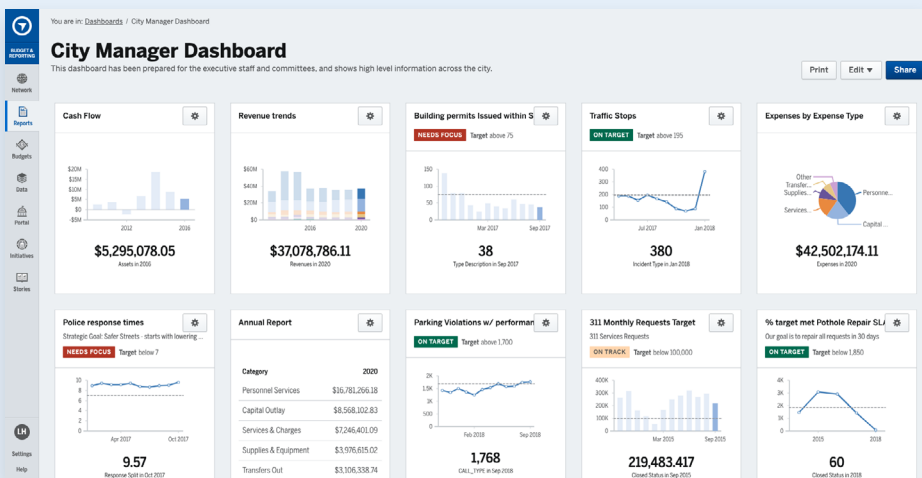 You are in: Dashboards / City Manager Dashboard
BUDGET & REPORTING
City Manager Dashboard
This dashboard has been prepared for the executive staff and committees, and shows high level information across the city.
Print
Edit
Share
Network
Reports
Budgets
Data
Portal
Initiatives
Stories
LH
Settings
Help
Cash Flow
$20M
$15M
$10M
$5M
$0
-$5M
2012 2016
$5,295,078.05
Assets in 2016
Revenue trends
$60M
$40M
$20M
$0
2016 2020
$37,078,786.11
Revenues in 2020
Building permits Issued within S
NEEDS FOCUS Target above 75
150
100
50
0
Mar 2017 Sep 2017
38
Type Description in Sep 2017
Traffic Stops
ON TARGET Target above 195
400
300
200
100
0
Jul 2017 Jan 2018
380
Incident Type in Jan 2018
Expenses by Expense Type
Other
Transfer...
Supplies...
Services...
Personne...
Capital ...
$42,502,174.11
Expenses in 2020
Police response times
Strategic Goal: Safer Streets - starts with lowering ...
NEEDS FOCUS Target below 7
10
8
6
4
2
0
Apr 2017 Oct 2017
9.57
Response Split in Oct 2017
Annual Report
Category 2020
Personnel Services $16,781,266.18
Capital Outlay $8,568,102.83
Services & Charges $7,246,401.09
Supplies & Equipment $3,976,615.02
Transfers Out $3,106,338.74
Parking Violations w/ performan
ON TARGET Target above 1,700
2K
1.5K
1K
500
0
Feb 2018 Sep 2018
1,768
CALL_TYPE in Sep 2018
311 Monthly Requests Target
311 Services Requests
ON TRACK Target below 100,000
400K
300K
200K
100K
0
Mar 2015 Sep 2015
219,483.417
Closed Status in Sep 2015
% target met Pothole Repair SLA
Our goal is to repair all requests in 30 days
ON TARGET Target below 1,850
4K
3K
2K
1K
0
2015 2018
60
Closed Status in 2018